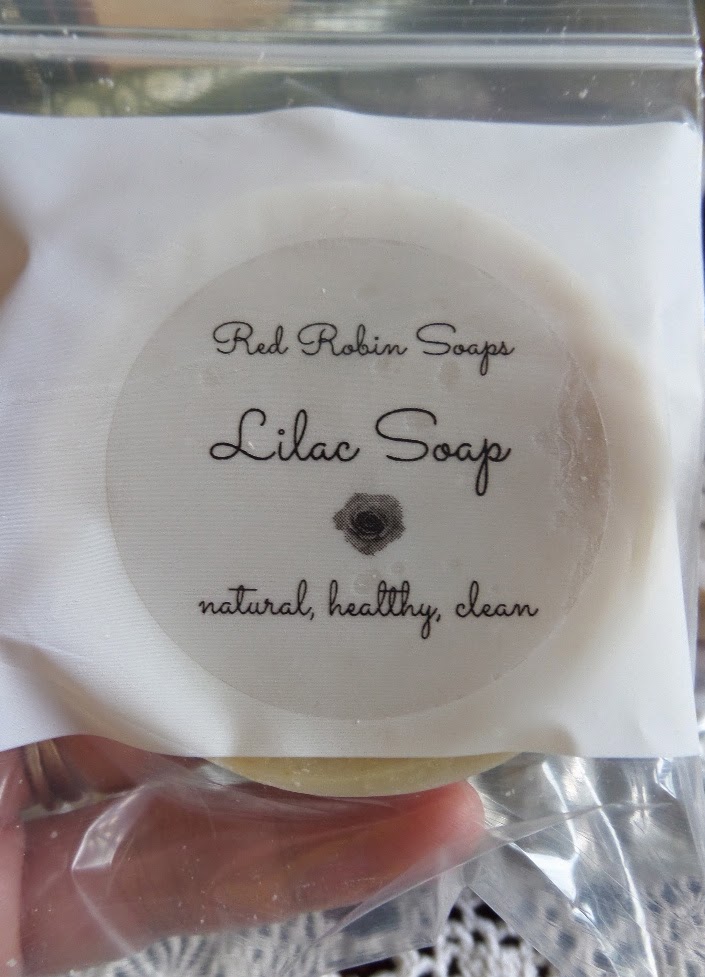 Red Robin Soaps
Lilac Soap
natural, healthy, clean